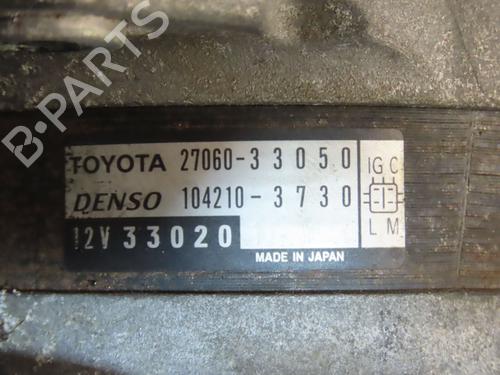 B-PARTS
TOYOTA 27060-33050
DENSO 104210-3730
12V 33020
IG C
L M
MADE IN JAPAN